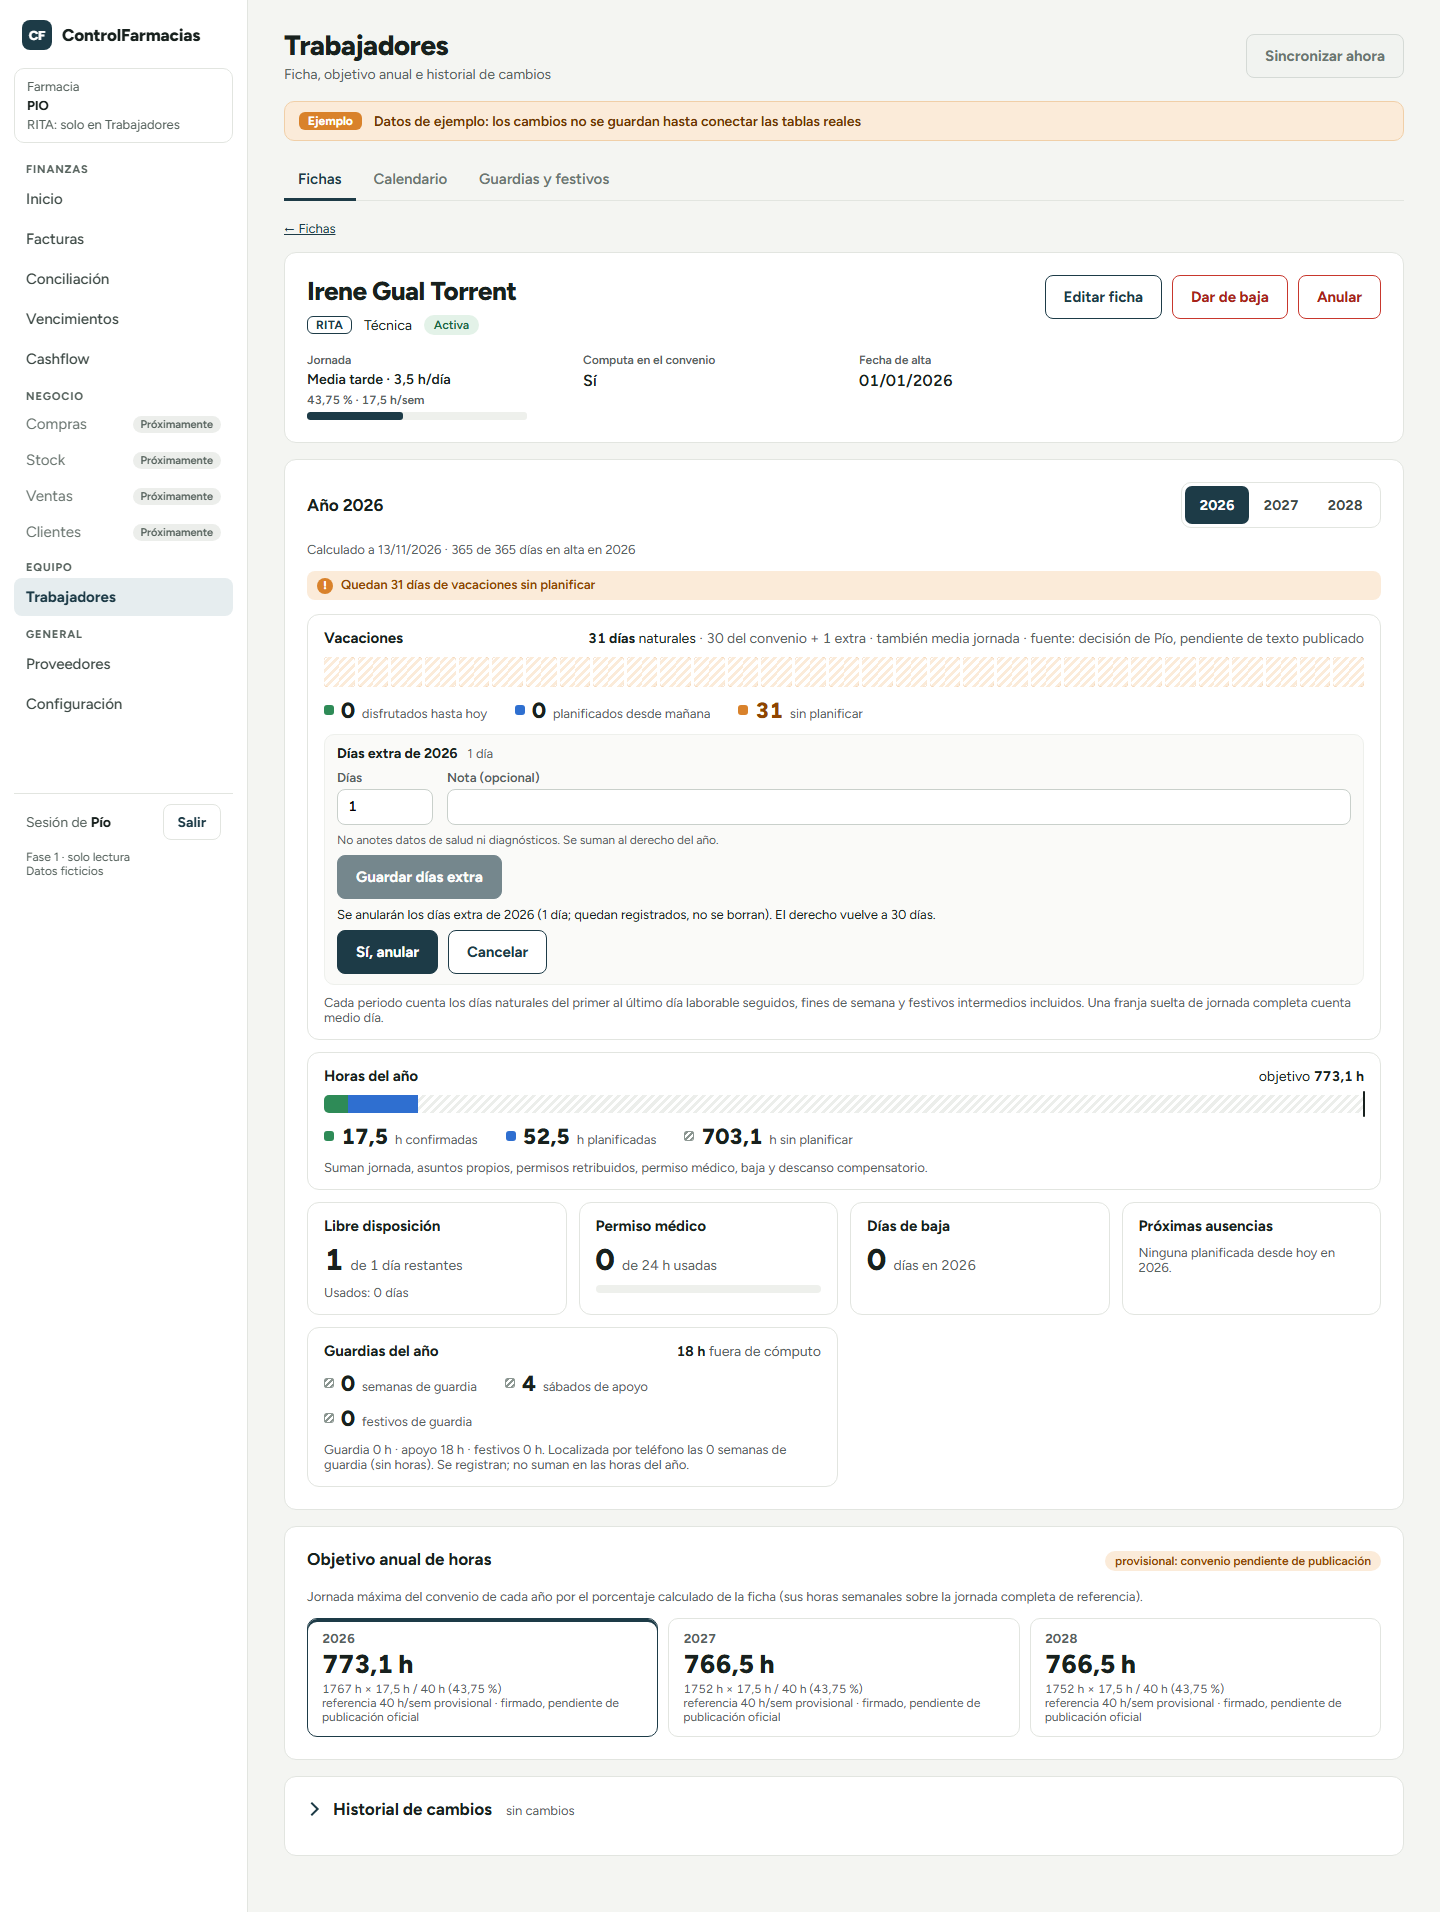 CF ControlFarmacias
Farmacia
PIO
RITA: solo en Trabajadores
FINANZAS
Inicio
Facturas
Conciliación
Vencimientos
Cashflow
NEGOCIO
Compras Próximamente
Stock Próximamente
Ventas Próximamente
Clientes Próximamente
EQUIPO
Trabajadores
GENERAL
Proveedores
Configuración
Sesión de Pío Salir
Fase 1 · solo lectura
Datos ficticios
Trabajadores
Ficha, objetivo anual e historial de cambios
Sincronizar ahora
Ejemplo Datos de ejemplo: los cambios no se guardan hasta conectar las tablas reales
Fichas Calendario Guardias y festivos
← Fichas
Irene Gual Torrent
RITA Técnica Activa
Editar ficha Dar de baja Anular
Jornada
Media tarde · 3,5 h/día
43,75 % · 17,5 h/sem
Computa en el convenio
Sí
Fecha de alta
01/01/2026
Año 2026
2026 2027 2028
Calculado a 13/11/2026 · 365 de 365 días en alta en 2026
! Quedan 31 días de vacaciones sin planificar
Vacaciones 31 días naturales · 30 del convenio + 1 extra · también media jornada · fuente: decisión de Pío, pendiente de texto publicado
0 disfrutados hasta hoy 0 planificados desde mañana 31 sin planificar
Días extra de 2026 1 día
Días Nota (opcional)
1
No anotes datos de salud ni diagnósticos. Se suman al derecho del año.
Guardar días extra
Se anularán los días extra de 2026 (1 día; quedan registrados, no se borran). El derecho vuelve a 30 días.
Sí, anular Cancelar
Cada periodo cuenta los días naturales del primer al último día laborable seguidos, fines de semana y festivos intermedios incluidos. Una franja suelta de jornada completa cuenta
medio día.
Horas del año objetivo 773,1 h
17,5 h confirmadas 52,5 h planificadas 703,1 h sin planificar
Suman jornada, asuntos propios, permisos retribuidos, permiso médico, baja y descanso compensatorio.
Libre disposición
1 de 1 día restantes
Usados: 0 días
Permiso médico
0 de 24 h usadas
Días de baja
0 días en 2026
Próximas ausencias
Ninguna planificada desde hoy en
2026.
Guardias del año 18 h fuera de cómputo
0 semanas de guardia 4 sábados de apoyo
0 festivos de guardia
Guardia 0 h · apoyo 18 h · festivos 0 h. Localizada por teléfono las 0 semanas de
guardia (sin horas). Se registran; no suman en las horas del año.
Objetivo anual de horas provisional: convenio pendiente de publicación
Jornada máxima del convenio de cada año por el porcentaje calculado de la ficha (sus horas semanales sobre la jornada completa de referencia).
2026
773,1 h
1767 h × 17,5 h / 40 h (43,75 %)
referencia 40 h/sem provisional · firmado, pendiente de
publicación oficial
2027
766,5 h
1752 h × 17,5 h / 40 h (43,75 %)
referencia 40 h/sem provisional · firmado, pendiente de
publicación oficial
2028
766,5 h
1752 h × 17,5 h / 40 h (43,75 %)
referencia 40 h/sem provisional · firmado, pendiente de
publicación oficial
Historial de cambios sin cambios